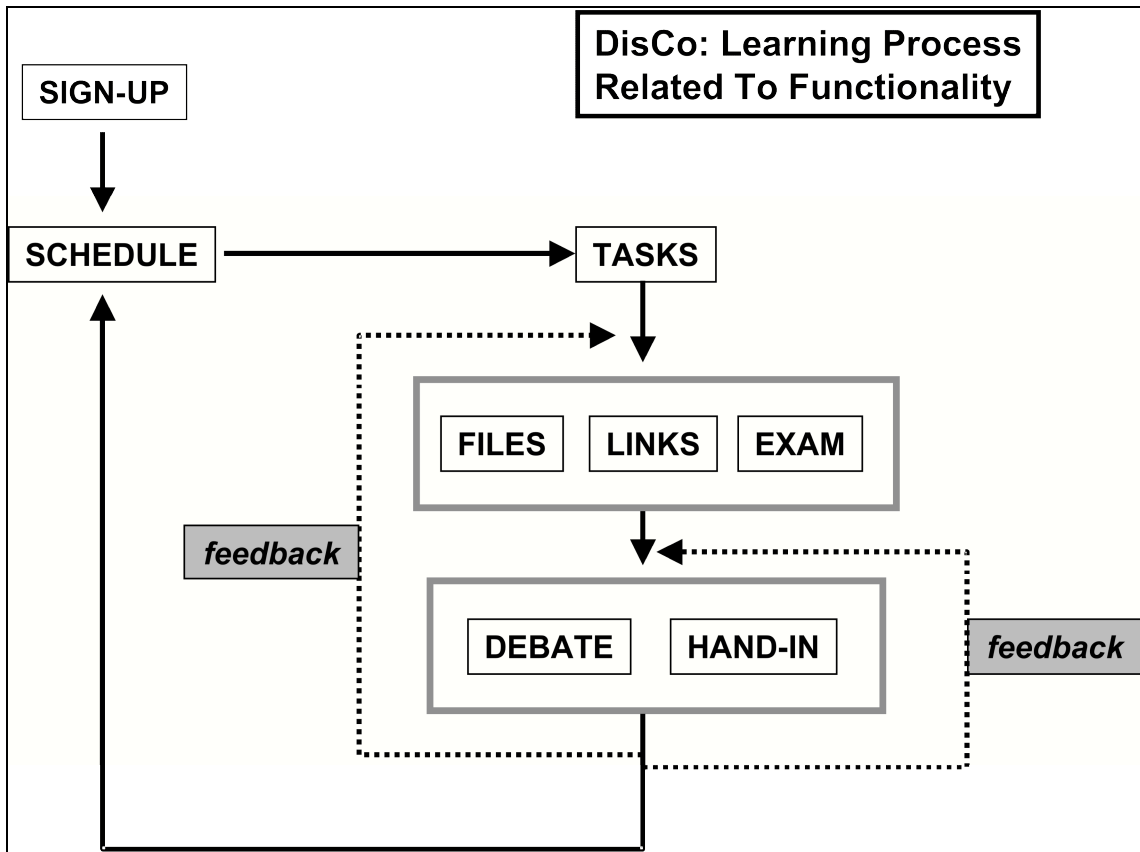 DisCo: Learning Process
Related To Functionality
SIGN-UP
SCHEDULE
TASKS
FILES
LINKS
EXAM
feedback
DEBATE
HAND-IN
feedback